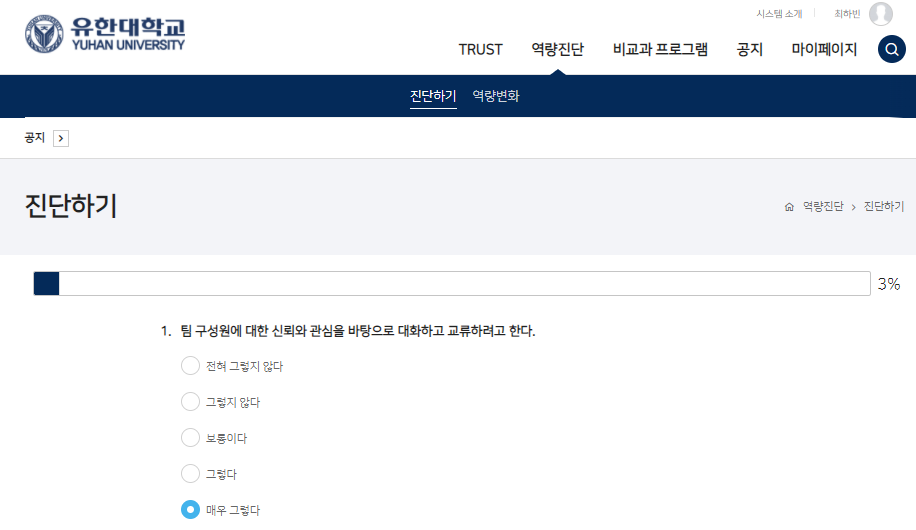 시스템 소개
최하빈
유한대학교
YUHAN UNIVERSITY
TRUST 역량진단 비교과 프로그램 공지 마이페이지
진단하기 역량변화
공지
진단하기
역량진단 > 진단하기
3%
1. 팀 구성원에 대한 신뢰와 관심을 바탕으로 대화하고 교류하려고 한다.
전혀 그렇지 않다
그렇지 않다
보통이다
그렇다
매우 그렇다